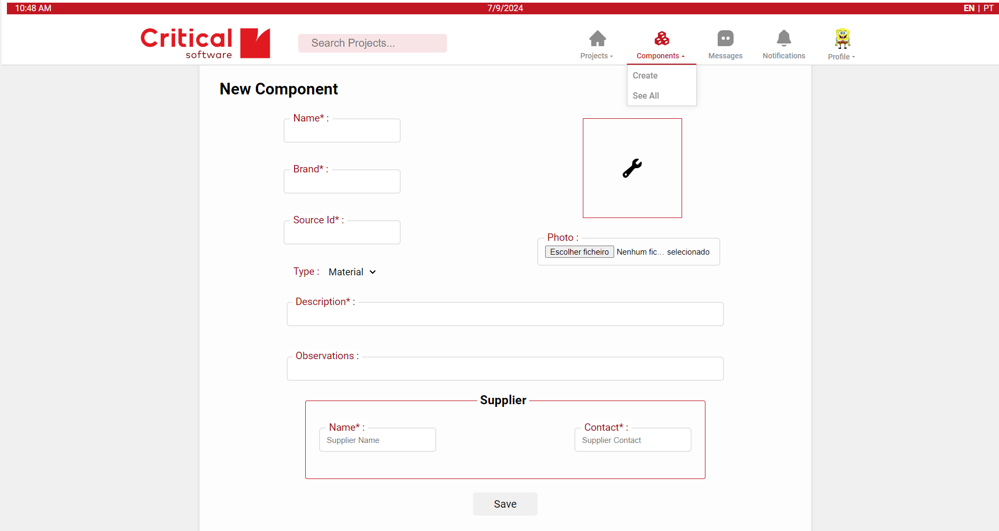 10:48 AM 7/9/2024 EN | PT
Critical
software
Search Projects...
Projects Components Messages Notifications Profile
Create
See All
New Component
Name* :
Brand* :
Source Id* :
Photo :
Escolher ficheiro Nenhum fic... selecionado
Type : Material
Description* :
Observations :
Supplier
Name* : Contact* :
Supplier Name Supplier Contact
Save